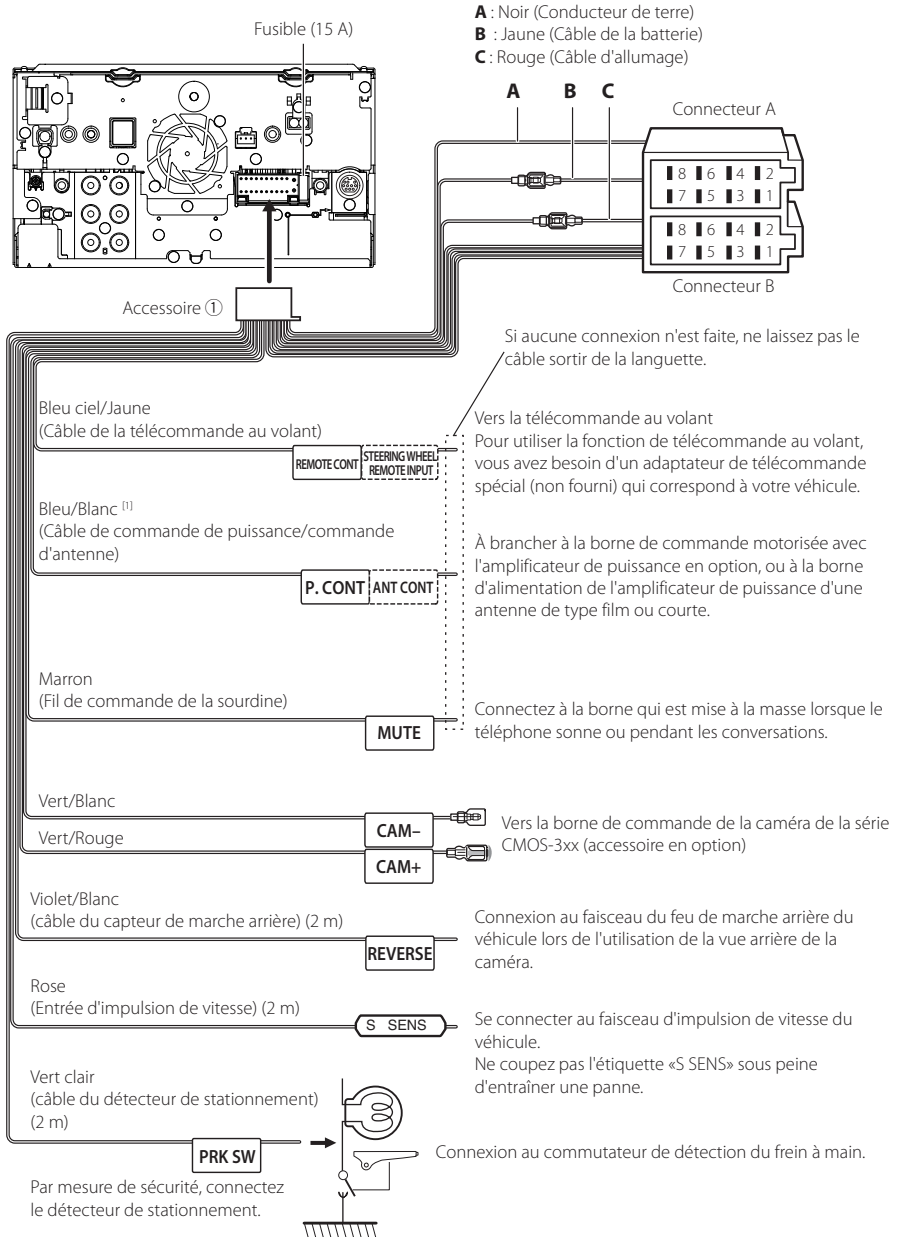 A : Noir (Conducteur de terre)
B : Jaune (Câble de la batterie)
C : Rouge (Câble d'allumage)
Fusible (15 A)
A B C
Connecteur A
8 6 4 2
7 5 3 1
8 6 4 2
7 5 3 1
Connecteur B
Accessoire ①
Si aucune connexion n'est faite, ne laissez pas le
câble sortir de la languette.
Bleu ciel/Jaune
(Câble de la télécommande au volant)
REMOTE CONT
STEERING WHEEL
REMOTE INPUT
Vers la télécommande au volant
Pour utiliser la fonction de télécommande au volant,
vous avez besoin d'un adaptateur de télécommande
spécial (non fourni) qui correspond à votre véhicule.
Bleu/Blanc [1]
(Câble de commande de puissance/commande
d'antenne)
P. CONT ANT CONT
À brancher à la borne de commande motorisée avec
l'amplificateur de puissance en option, ou à la borne
d'alimentation de l'amplificateur de puissance d'une
antenne de type film ou courte.
Marron
(Fil de commande de la sourdine)
MUTE
Connectez à la borne qui est mise à la masse lorsque le
téléphone sonne ou pendant les conversations.
Vert/Blanc
CAM–
Vert/Rouge
CAM+
Vers la borne de commande de la caméra de la série
CMOS-3xx (accessoire en option)
Violet/Blanc
(câble du capteur de marche arrière) (2 m)
REVERSE
Connexion au faisceau du feu de marche arrière du
véhicule lors de l'utilisation de la vue arrière de la
caméra.
Rose
(Entrée d'impulsion de vitesse) (2 m)
S SENS
Se connecter au faisceau d'impulsion de vitesse du
véhicule.
Ne coupez pas l'étiquette «S SENS» sous peine
d'entraîner une panne.
Vert clair
(câble du détecteur de stationnement)
(2 m)
PRK SW
Connexion au commutateur de détection du frein à main.
Par mesure de sécurité, connectez
le détecteur de stationnement.